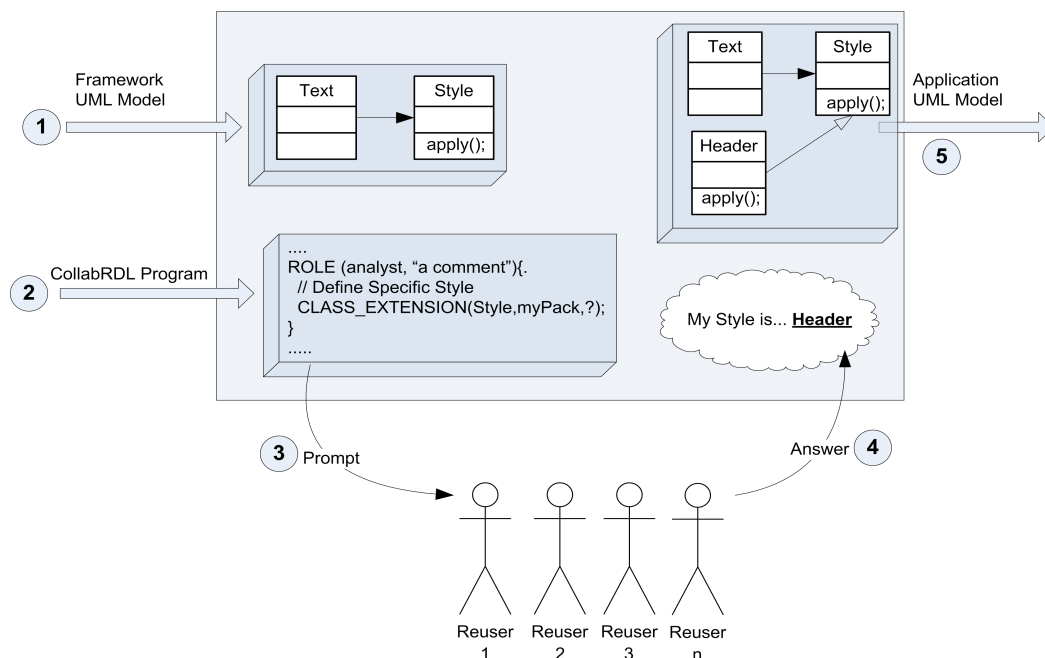 Framework
UML Model
1
Text
Style
apply();
Text
Style
apply();
Header
apply();
Application
UML Model
5
2
CollabRDL Program
....
ROLE (analyst, “a comment”){.
// Define Specific Style
CLASS_EXTENSION(Style,myPack,?);
}
.....
My Style is... Header
3
Prompt
Answer
4
Reuser
1
Reuser
2
Reuser
3
Reuser
n